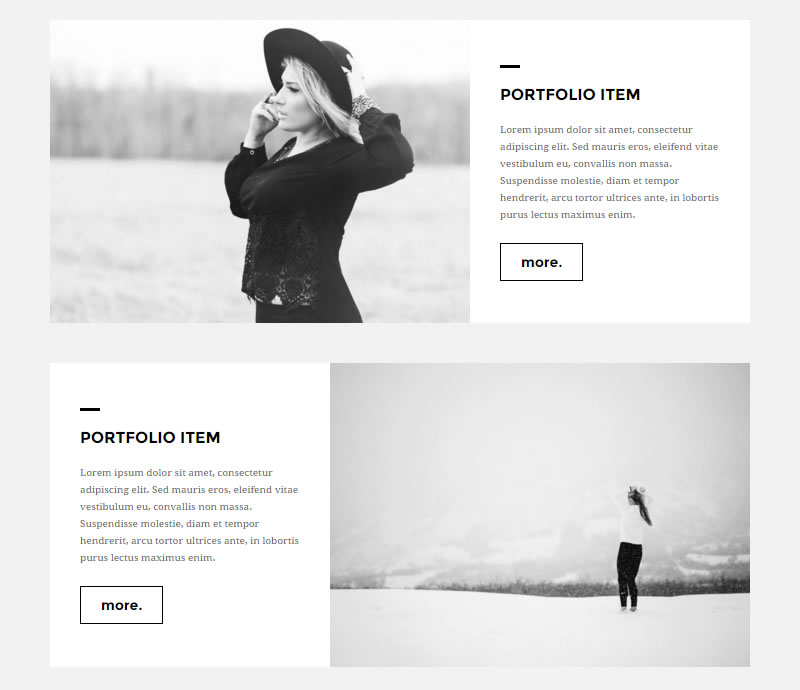 PORTFOLIO ITEM
Lorem ipsum dolor sit amet, consectetur
adipiscing elit. Sed mauris eros, eleifend vitae
vestibulum eu, convallis non massa.
Suspendisse molestie, diam et tempor
hendrerit, arcu tortor ultrices ante, in lobortis
purus lectus maximus enim.
more.
PORTFOLIO ITEM
Lorem ipsum dolor sit amet, consectetur
adipiscing elit. Sed mauris eros, eleifend vitae
vestibulum eu, convallis non massa.
Suspendisse molestie, diam et tempor
hendrerit, arcu tortor ultrices ante, in lobortis
purus lectus maximus enim.
more.